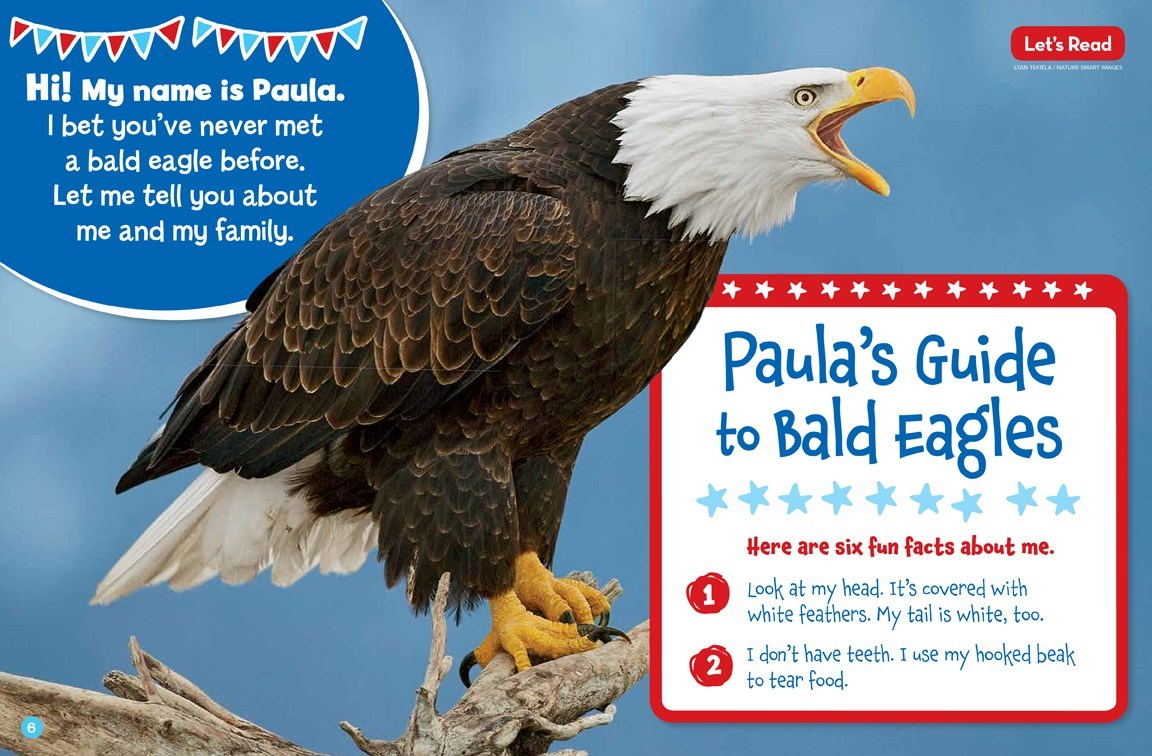 Hi! My name is Paula.
I bet you've never met
a bald eagle before.
Let me tell you about
me and my family.
Let's Read
STAN TEKIELA / NATURE SMART IMAGES
Paula's Guide
to Bald Eagles
Here are six fun facts about me.
1 Look at my head. It's covered with
white feathers. My tail is white, too.
2 I don't have teeth. I use my hooked beak
to tear food.
6